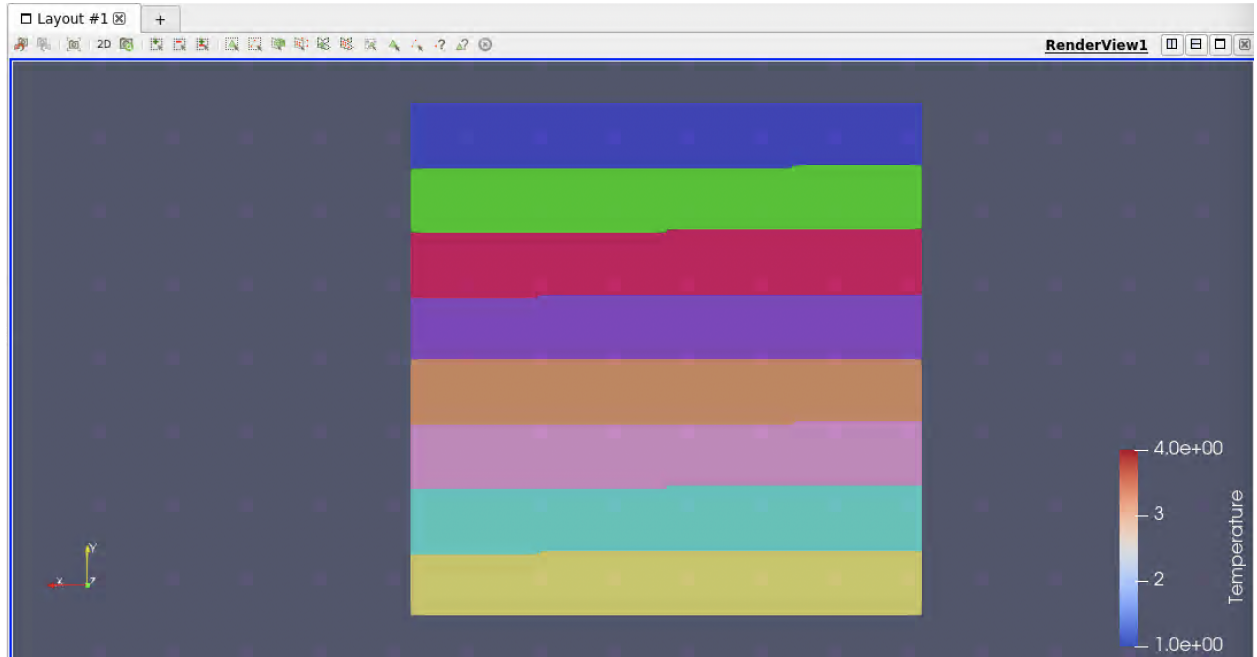 Layout #1
+
2D
RenderView1
4.0e+00
3
2
1.0e+00
Temperature
Y
X
Z